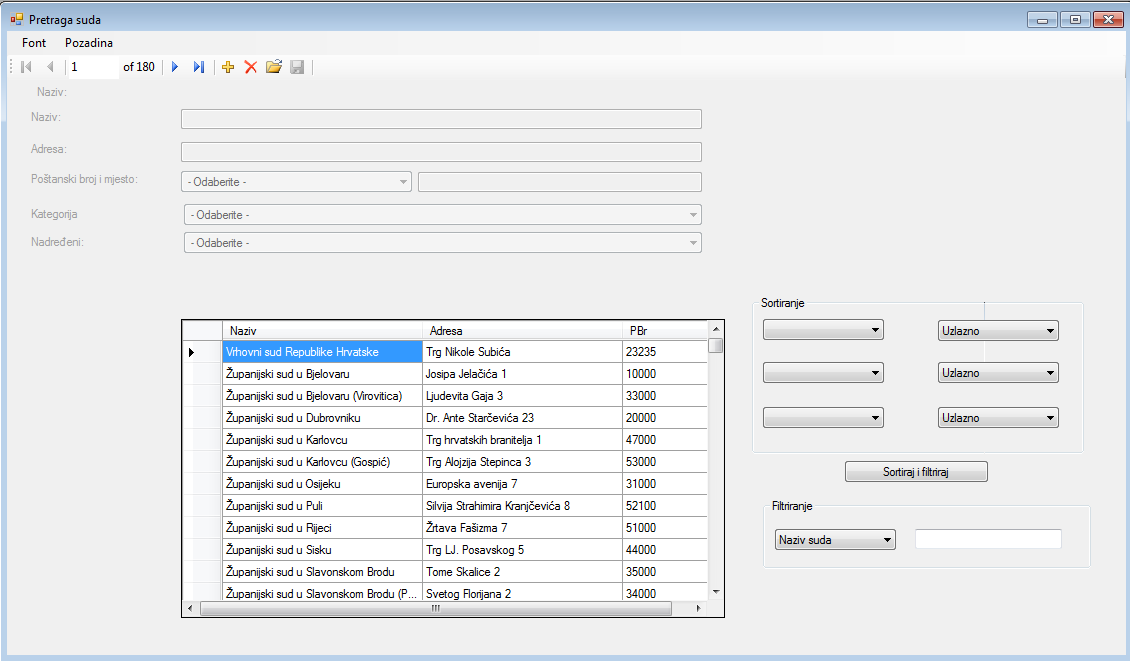 Pretraga suda
Font Pozadina
1 of 180
Naziv:
Naziv:
Adresa:
Poštanski broj i mjesto: - Odaberite -
Kategorija - Odaberite -
Nadređeni: - Odaberite -
Naziv Adresa PBr
Vrhovni sud Republike Hrvatske Trg Nikole Subića 23235
Županijski sud u Bjelovaru Josipa Jelačića 1 10000
Županijski sud u Bjelovaru (Virovitica) Ljudevita Gaja 3 33000
Županijski sud u Dubrovniku Dr. Ante Starčevića 23 20000
Županijski sud u Karlovcu Trg hrvatskih branitelja 1 47000
Županijski sud u Karlovcu (Gospić) Trg Alojzija Stepinca 3 53000
Županijski sud u Osijeku Europska avenija 7 31000
Županijski sud u Puli Silvija Strahimira Kranjčevića 8 52100
Županijski sud u Rijeci Žrtava Fašizma 7 51000
Županijski sud u Sisku Trg LJ. Posavskog 5 44000
Županijski sud u Slavonskom Brodu Tome Skalice 2 35000
Županijski sud u Slavonskom Brodu (P... Svetog Florijana 2 34000
Sortiranje
Uzlazno
Uzlazno
Uzlazno
Sortiraj i filtriraj
Filtriranje
Naziv suda